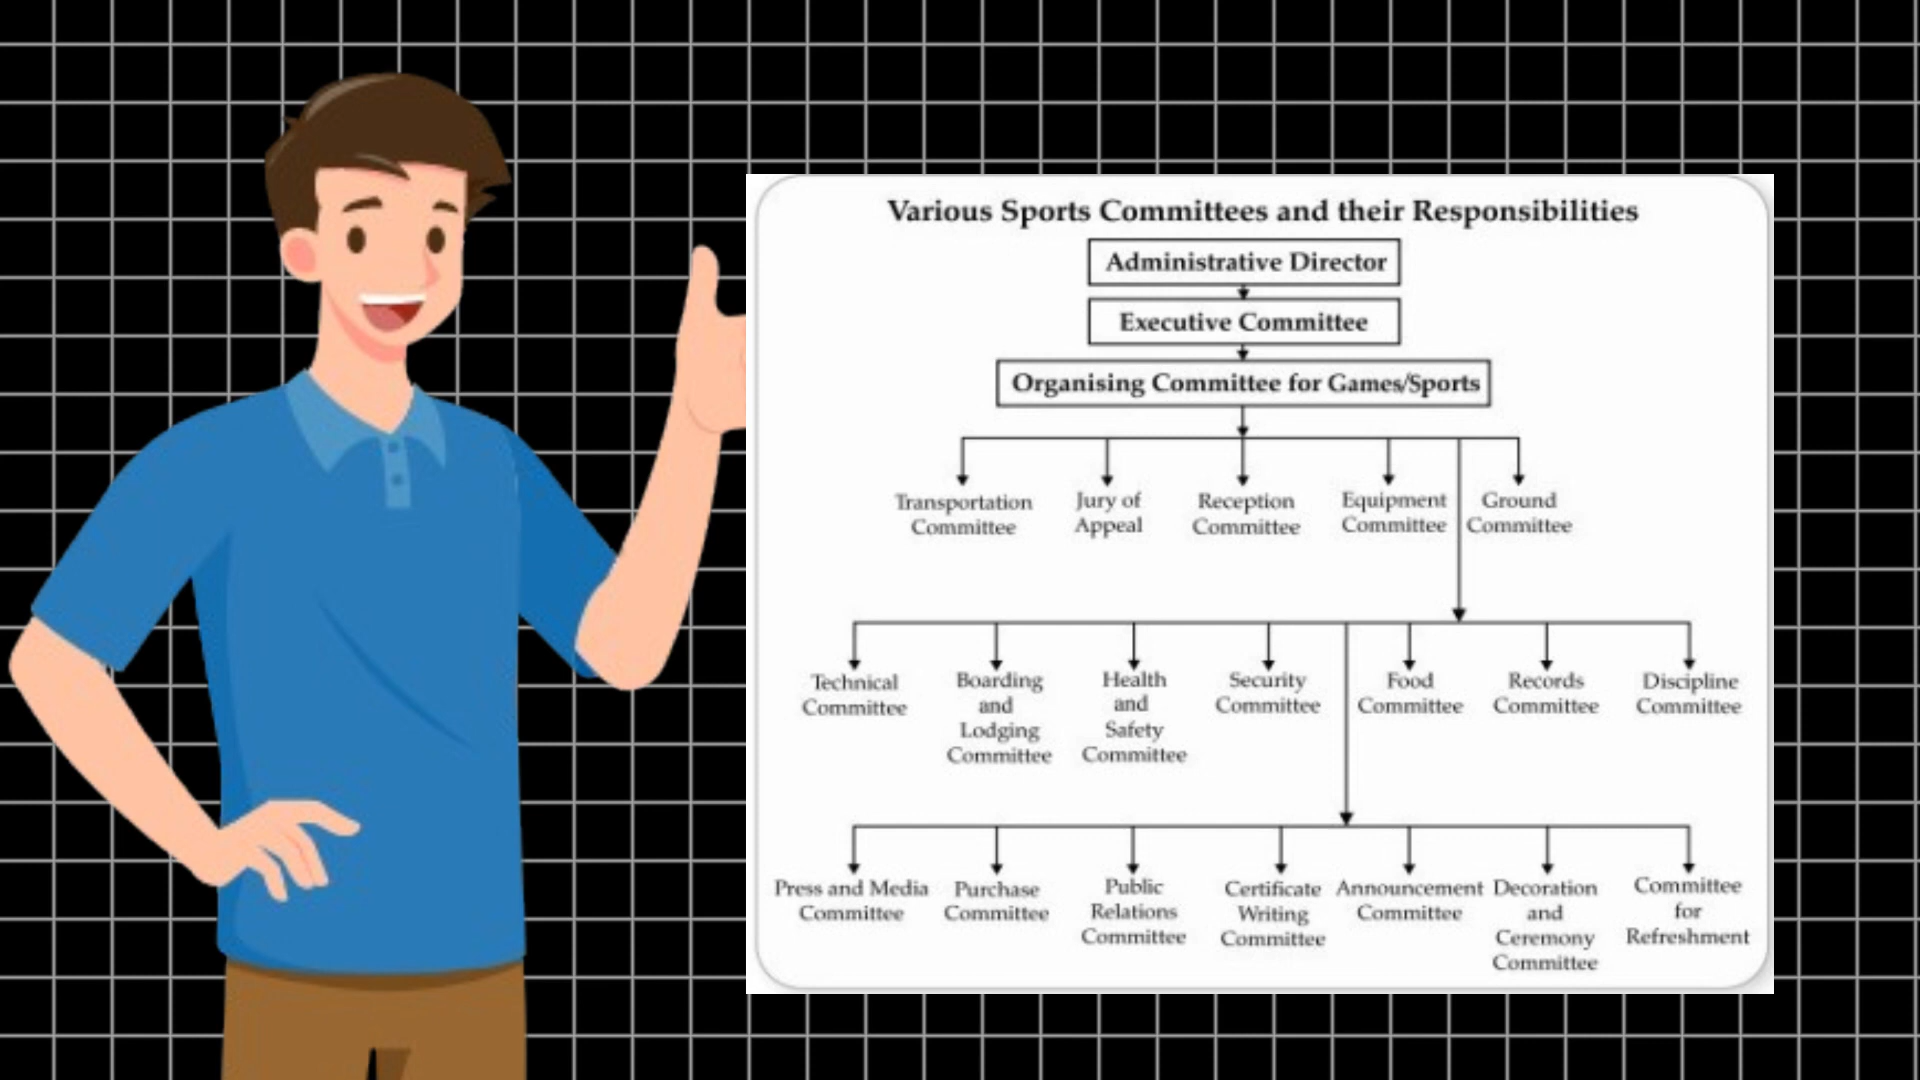 Various Sports Committees and their Responsibilities
Administrative Director
Executive Committee
Organising Committee for Games/Sports
Transportation
Committee
Jury of
Appeal
Reception
Committee
Equipment
Committee
Ground
Committee
Technical
Committee
Boarding
and
Lodging
Committee
Health
and
Safety
Committee
Security
Committee
Food
Committee
Records
Committee
Discipline
Committee
Press and Media
Committee
Purchase
Committee
Public
Relations
Committee
Certificate
Writing
Committee
Announcement
Committee
Decoration
and
Ceremony
Committee
Committee
for
Refreshment